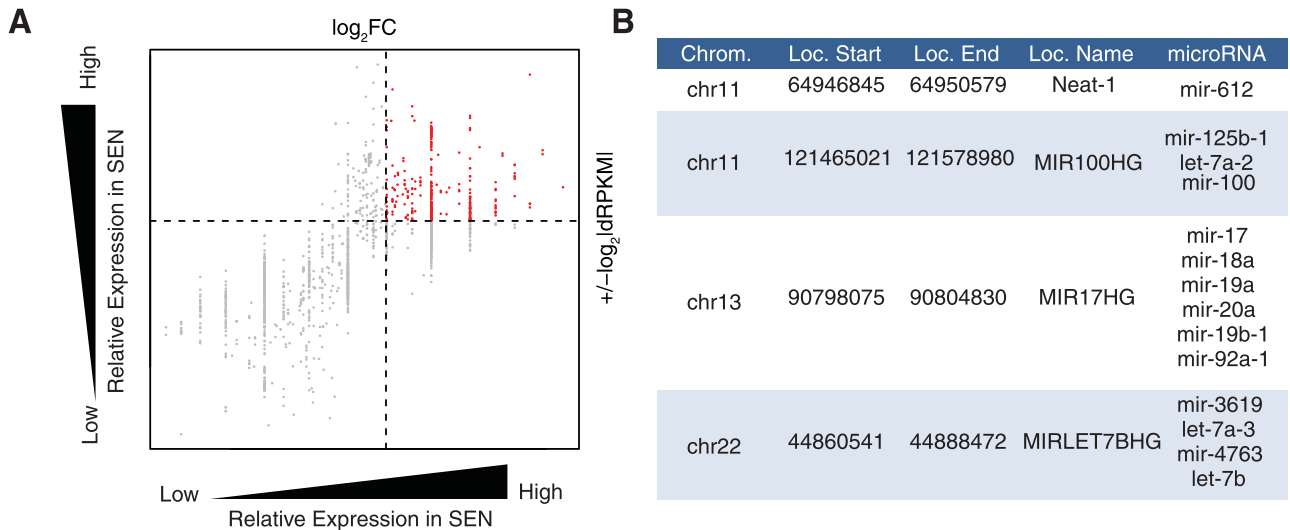 A
log2FC
High
Relative Expression in SEN
Low
+/−log2|dRPKM|
Low
High
Relative Expression in SEN
B
Chrom. Loc. Start Loc. End Loc. Name microRNA
chr11 64946845 64950579 Neat-1 mir-612
chr11 121465021 121578980 MIR100HG mir-125b-1
let-7a-2
mir-100
chr13 90798075 90804830 MIR17HG mir-17
mir-18a
mir-19a
mir-20a
mir-19b-1
mir-92a-1
chr22 44860541 44888472 MIRLET7BHG mir-3619
let-7a-3
mir-4763
let-7b